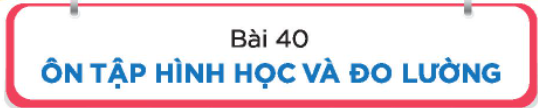 Bài 40
ÔN TẬP HÌNH HỌC VÀ ĐO LƯỜNG